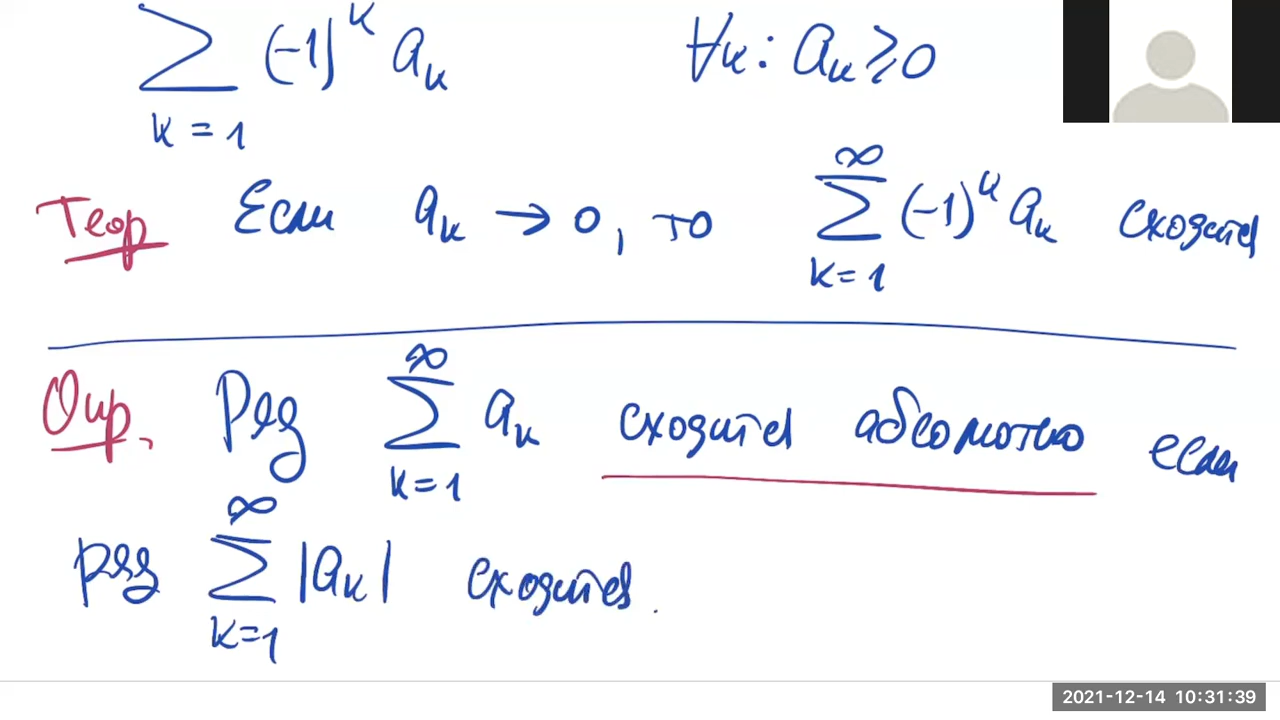 ∑_{k=1} (-1)^k a_k ∀k: a_k ≥ 0
Теор Если a_k → 0, то ∑_{k=1}^∞ (-1)^k a_k сходится
Опр. Ряд ∑_{k=1}^∞ a_k сходится абсолютно если
ряд ∑_{k=1}^∞ |a_k| сходится.
2021-12-14 10:31:39